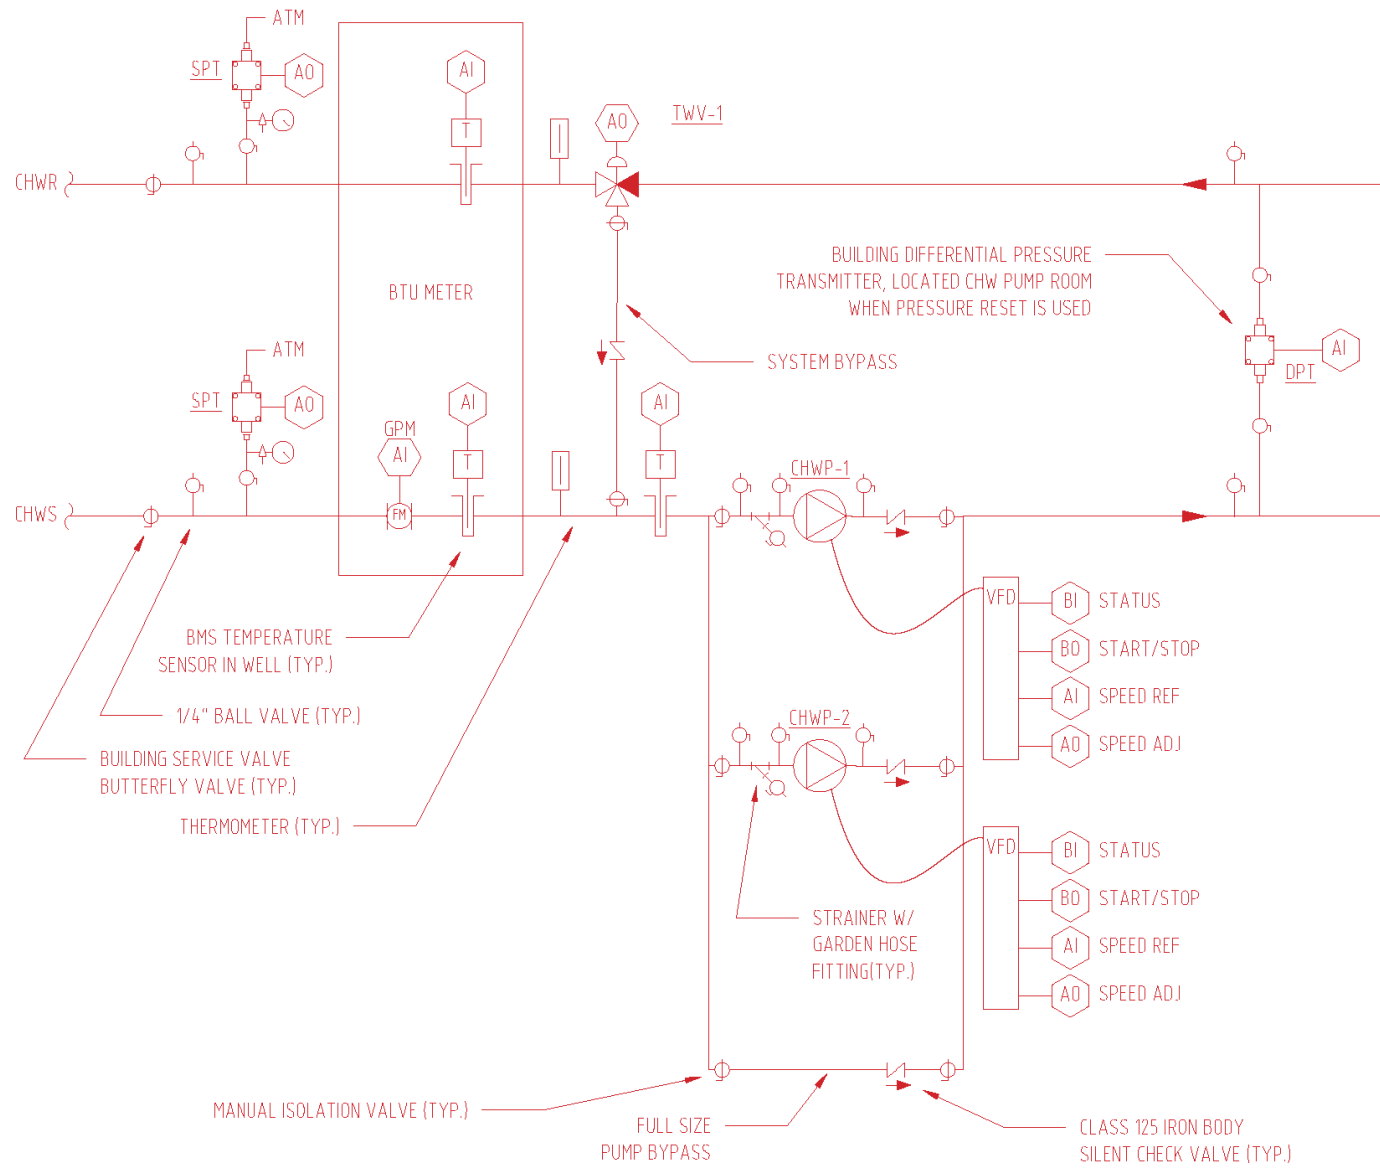 ATM
SPT
AO
AI
T
AO
TWV-1
CHWR
BUILDING DIFFERENTIAL PRESSURE
TRANSMITTER, LOCATED CHW PUMP ROOM
WHEN PRESSURE RESET IS USED
BTU METER
ATM
SYSTEM BYPASS
AI
DPT
SPT
AO
AI
AI
GPM
AI
T
T
CHWP-1
CHWS
FM
VFD
BI STATUS
BO START/STOP
AI SPEED REF
AO SPEED ADJ
BMS TEMPERATURE
SENSOR IN WELL (TYP.)
1/4" BALL VALVE (TYP.)
BUILDING SERVICE VALVE
BUTTERFLY VALVE (TYP.)
THERMOMETER (TYP.)
CHWP-2
VFD
BI STATUS
BO START/STOP
AI SPEED REF
AO SPEED ADJ
STRAINER W/
GARDEN HOSE
FITTING(TYP.)
MANUAL ISOLATION VALVE (TYP.)
FULL SIZE
PUMP BYPASS
CLASS 125 IRON BODY
SILENT CHECK VALVE (TYP.)